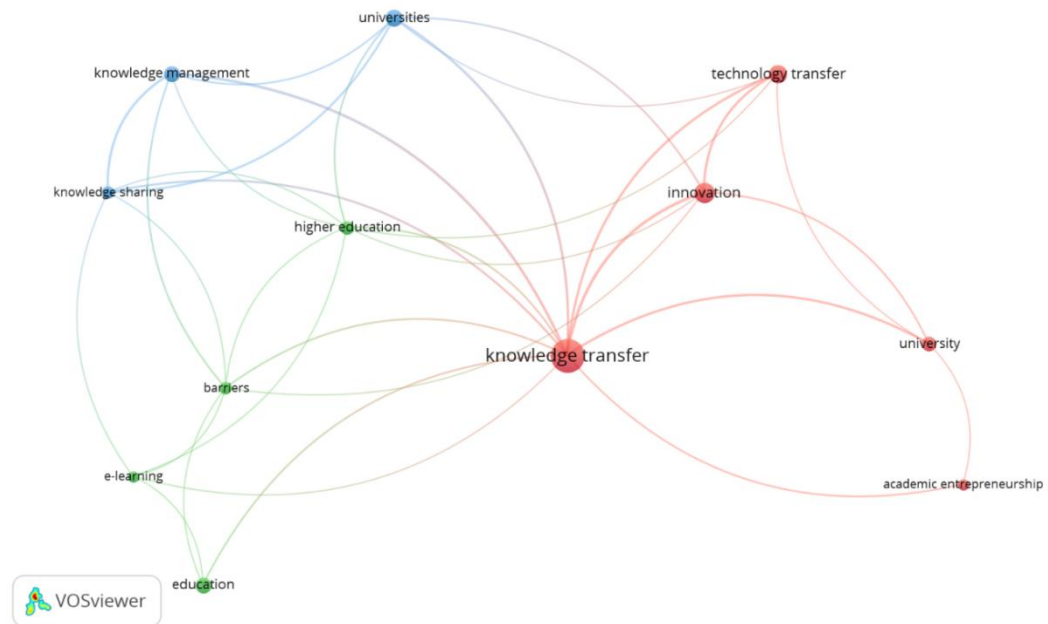 universities
knowledge management
technology transfer
knowledge sharing
innovation
higher education
university
knowledge transfer
barriers
e-learning
academic entrepreneurship
education
VOSviewer